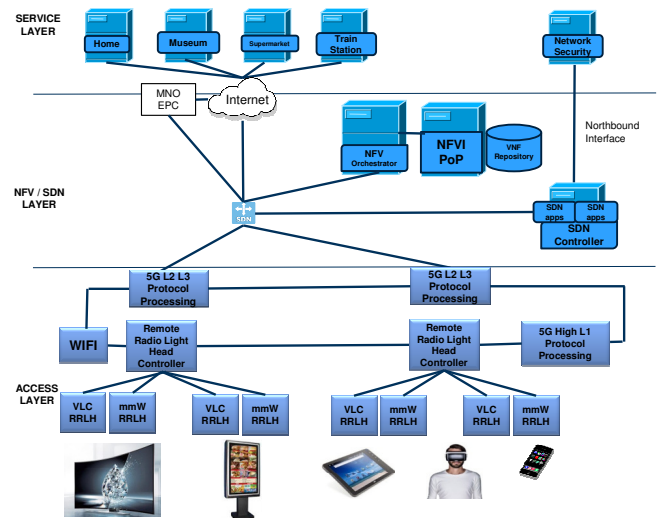 SERVICE
LAYER
Home
Museum
Supermarket
Train
Station
Network
Security
MNO
EPC
Internet
Northbound
Interface
NFV
Orchestrator
NFVI
PoP
VNF
Repository
NFV / SDN
LAYER
SDN
SDN
apps
SDN
apps
SDN
Controller
5G L2 L3
Protocol
Processing
5G L2 L3
Protocol
Processing
WIFI
Remote
Radio Light
Head
Controller
Remote
Radio Light
Head
Controller
5G High L1
Protocol
Processing
ACCESS
LAYER
VLC
RRLH
mmW
RRLH
VLC
RRLH
mmW
RRLH
VLC
RRLH
mmW
RRLH
VLC
RRLH
mmW
RRLH